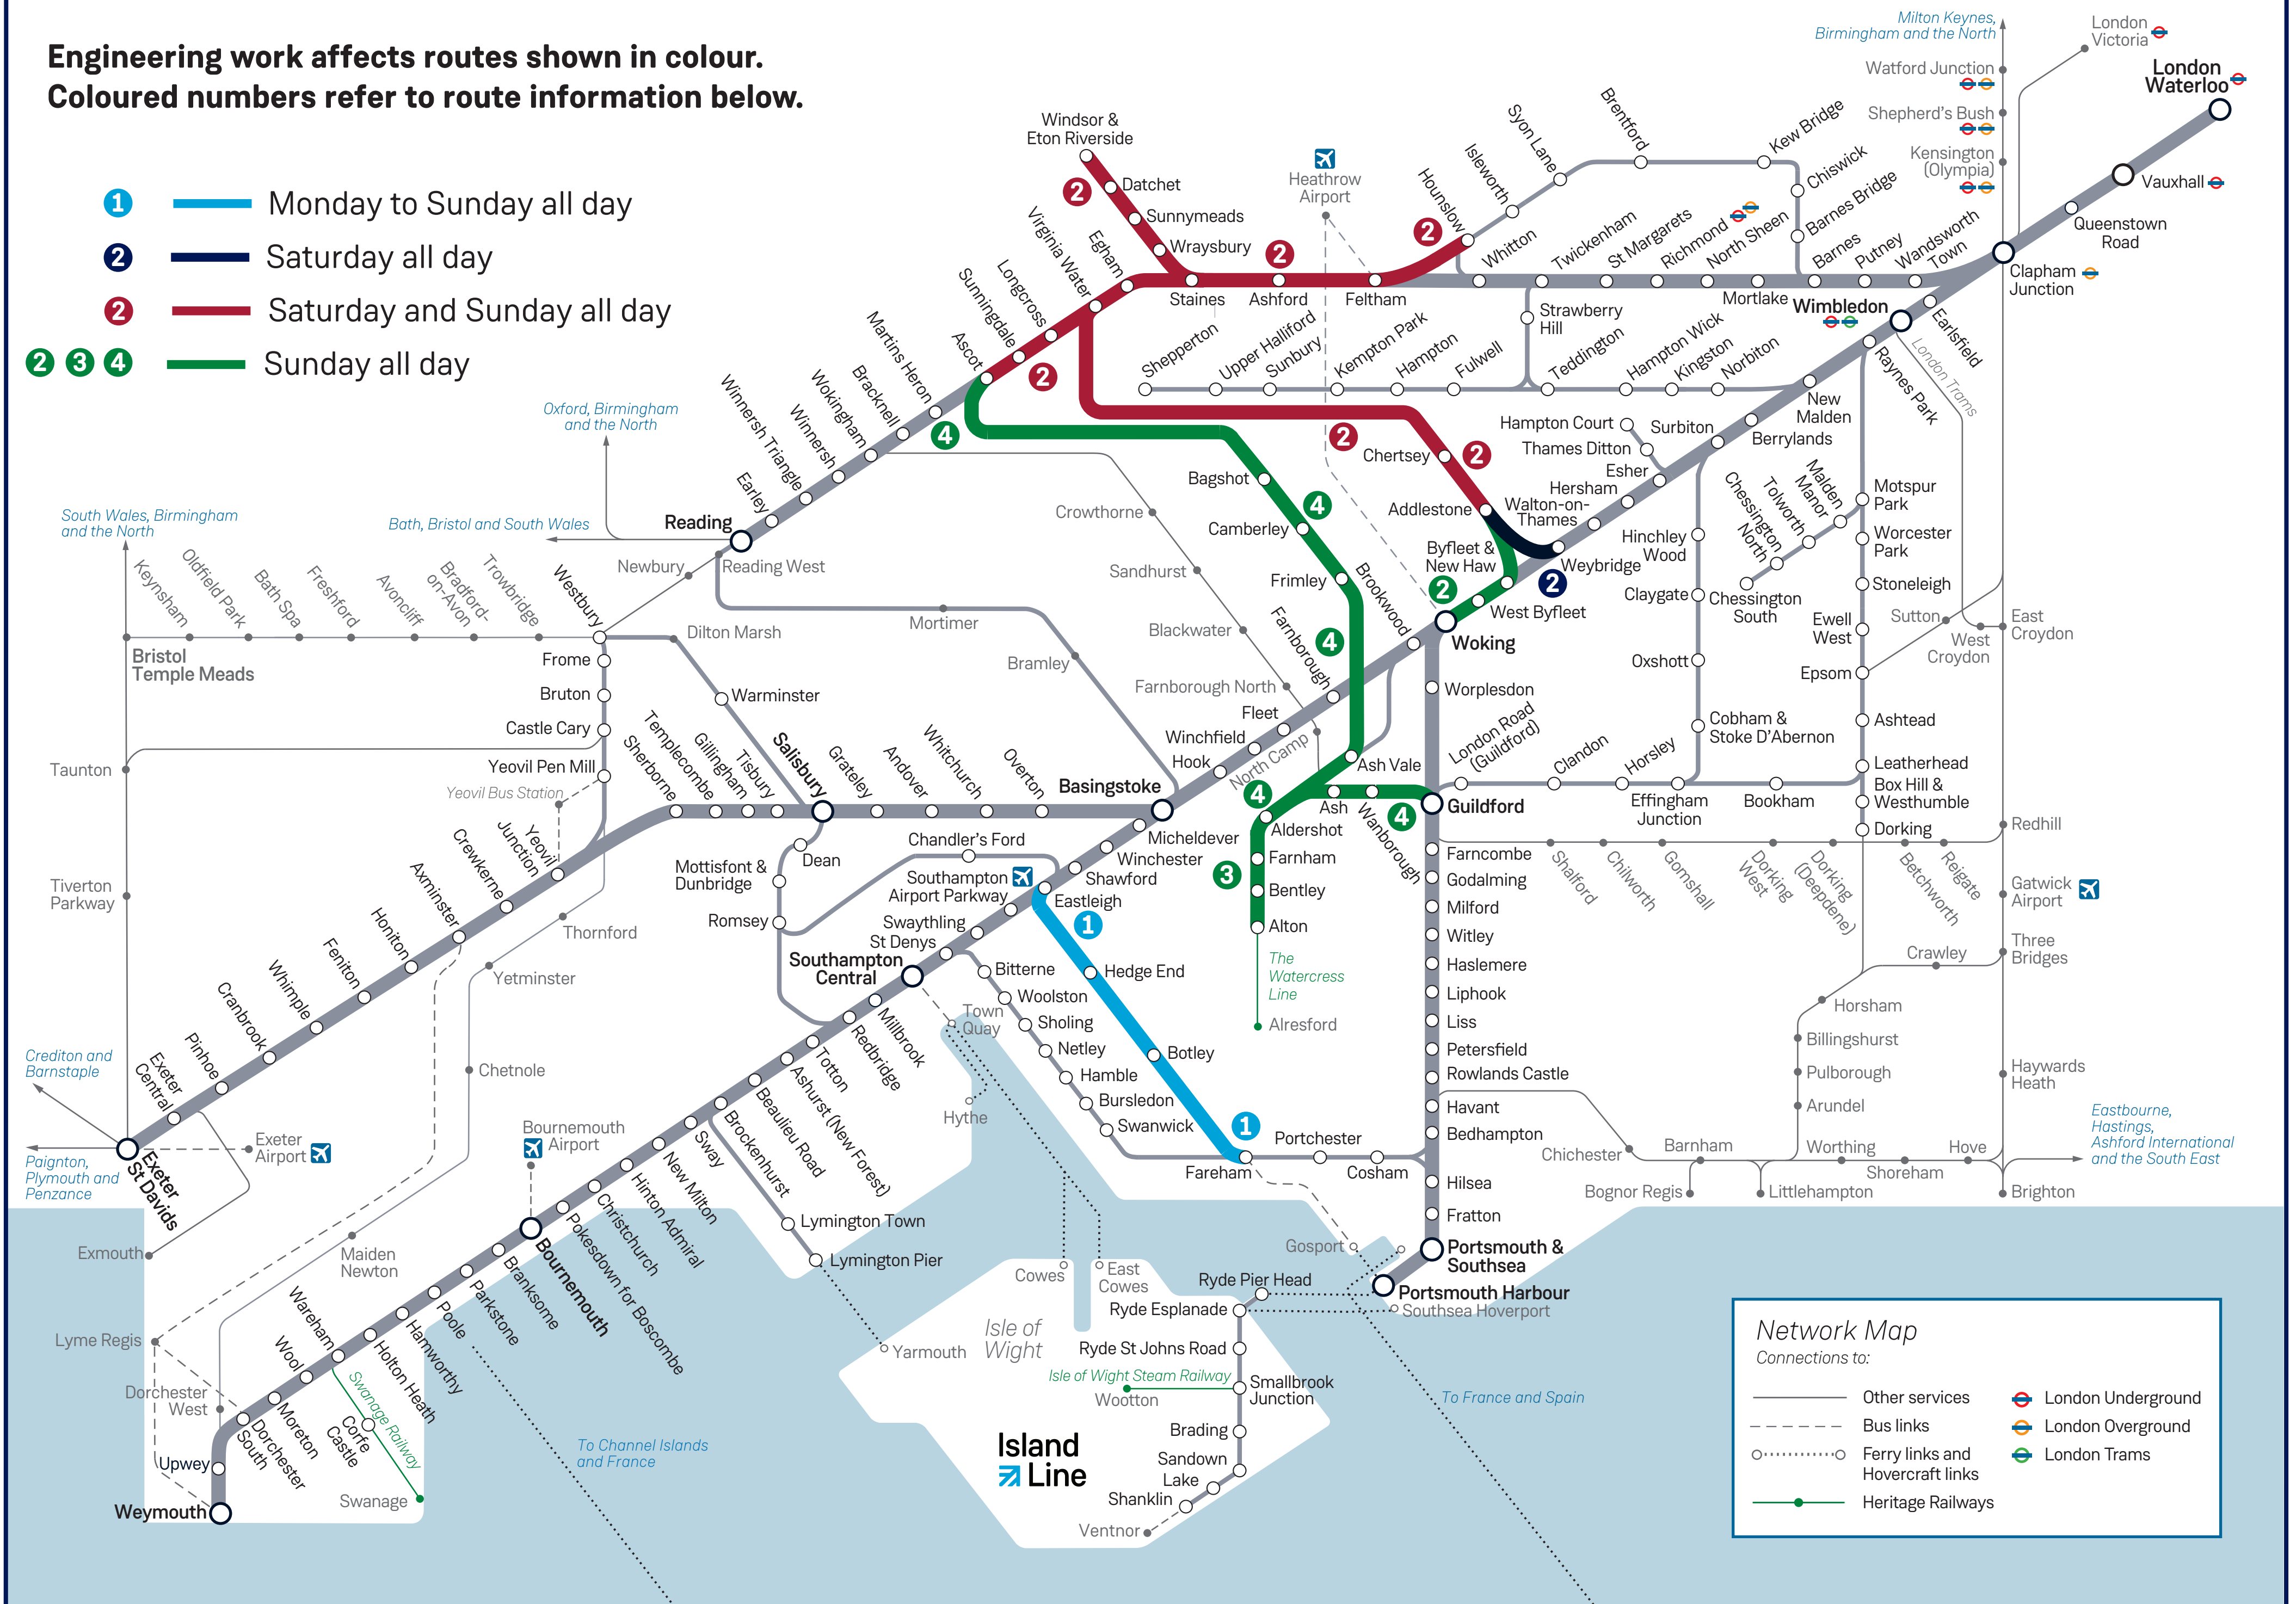 Engineering work affects routes shown in colour.
Coloured numbers refer to route information below.
1 Monday to Sunday all day
2 Saturday all day
2 Saturday and Sunday all day
2 3 4 Sunday all day
Milton Keynes,
Birmingham and the North
London
Victoria
Watford Junction
Shepherd's Bush
Kensington
(Olympia)
London
Waterloo
Vauxhall
Queenstown
Road
Clapham
Junction
Windsor &
Eton Riverside
2
Datchet
Sunnymeads
Wraysbury
Heathrow
Airport
2
2
Hounslow
Isleworth
Syon Lane
Brentford
Kew Bridge
Chiswick
Barnes Bridge
Whitton
Twickenham
St Margarets
Richmond
North Sheen
Mortlake
Barnes
Putney
Wandsworth
Town
Staines
Ashford
Feltham
Egham
Virginia Water
Longcross
Sunningdale
Ascot
2
Martins Heron
Bracknell
Wokingham
Winnersh
Winnersh Triangle
Earley
Reading
4
Strawberry
Hill
Shepperton
Upper Halliford
Sunbury
Kempton Park
Hampton
Fulwell
Teddington
Hampton Wick
Kingston
Norbiton
Wimbledon
Earlsfield
London Trams
Raynes Park
New
Malden
Berrylands
Surbiton
Hampton Court
Thames Ditton
Esher
Hersham
Walton-on-
Thames
Weybridge
2
2
Chertsey
2
Addlestone
Byfleet &
New Haw
2
West Byfleet
Woking
Bagshot
4
Camberley
Frimley
4
Brookwood
Farnborough
Fleet
Winchfield
Hook
North Camp
Ash Vale
Crowthorne
Sandhurst
Blackwater
Farnborough North
Oxford, Birmingham
and the North
Bath, Bristol and South Wales
South Wales, Birmingham
and the North
Newbury
Reading West
Mortimer
Bramley
Keynsham
Oldfield Park
Bath Spa
Freshford
Avoncliff
Bradford-
on-Avon
Trowbridge
Westbury
Dilton Marsh
Bristol
Temple Meads
Frome
Bruton
Castle Cary
Yeovil Pen Mill
Yeovil Bus Station
Warminster
Taunton
Tiverton
Parkway
Sherborne
Templecombe
Gillingham
Tisbury
Salisbury
Grateley
Andover
Whitchurch
Overton
Basingstoke
Yeovil
Junction
Crewkerne
Axminster
Honiton
Feniton
Whimple
Cranbrook
Pinhoe
Exeter
Central
Exeter
St Davids
Crediton and
Barnstaple
Paignton,
Plymouth and
Penzance
Exeter
Airport
Exmouth
Thornford
Yetminster
Chetnole
Maiden
Newton
Lyme Regis
Dorchester
West
Dean
Mottisfont &
Dunbridge
Romsey
Chandler's Ford
Micheldever
Winchester
Shawford
Southampton
Airport Parkway
Eastleigh
Swaythling
St Denys
Southampton
Central
1
Hedge End
Botley
1
Fareham
Portchester
Cosham
Bitterne
Woolston
Sholing
Netley
Hamble
Bursledon
Swanwick
Town
Quay
Hythe
Millbrook
Redbridge
Totton
Ashurst (New Forest)
Beaulieu Road
Brockenhurst
Sway
New Milton
Hinton Admiral
Christchurch
Pokesdown for Boscombe
Bournemouth
Bournemouth
Airport
Branksome
Parkstone
Poole
Hamworthy
Holton Heath
Wareham
Wool
Moreton
Dorchester
South
Upwey
Weymouth
Swanage Railway
Corfe
Castle
Swanage
Lymington Town
Lymington Pier
Yarmouth
4
Aldershot
Ash
Wanborough
4
Guildford
3
Farnham
Bentley
Alton
The
Watercress
Line
Alresford
Worplesdon
London Road
(Guildford)
Clandon
Horsley
Effingham
Junction
Bookham
Hinchley
Wood
Claygate
Oxshott
Cobham &
Stoke D'Abernon
Malden
Manor
Tolworth
Chessington
North
Chessington
South
Motspur
Park
Worcester
Park
Stoneleigh
Ewell
West
Epsom
Ashtead
Leatherhead
Box Hill &
Westhumble
Dorking
Sutton
West
Croydon
East
Croydon
Redhill
Shalford
Chilworth
Gomshall
Dorking
West
Dorking
(Deepdene)
Betchworth
Reigate
Gatwick
Airport
Three
Bridges
Crawley
Horsham
Billingshurst
Pulborough
Arundel
Haywards
Heath
Farncombe
Godalming
Milford
Witley
Haslemere
Liphook
Liss
Petersfield
Rowlands Castle
Havant
Bedhampton
Hilsea
Fratton
Portsmouth &
Southsea
Portsmouth Harbour
Southsea Hoverport
Gosport
Chichester
Barnham
Bognor Regis
Littlehampton
Worthing
Shoreham
Hove
Brighton
Eastbourne,
Hastings,
Ashford International
and the South East
Cowes
East
Cowes
Isle of
Wight
Ryde Pier Head
Ryde Esplanade
Ryde St Johns Road
Isle of Wight Steam Railway
Wootton
Smallbrook
Junction
Brading
Sandown
Lake
Shanklin
Ventnor
Island
Line
To Channel Islands
and France
To France and Spain
Network Map
Connections to:
Other services
Bus links
Ferry links and
Hovercraft links
Heritage Railways
London Underground
London Overground
London Trams